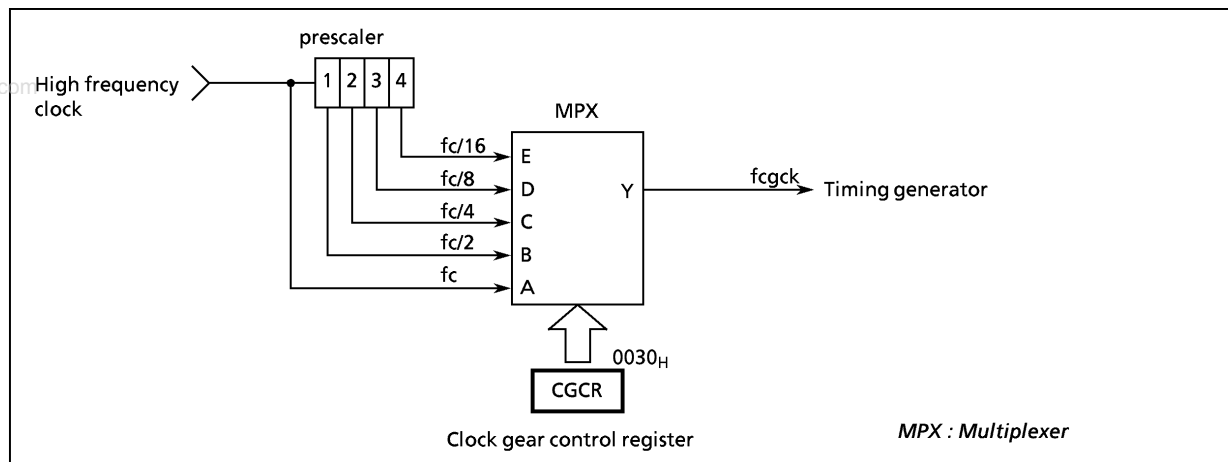 prescaler
com
High frequency
clock
1 2 3 4
MPX
fc/16
E
fc/8
D
Y
fcgck
Timing generator
fc/4
C
fc/2
B
fc
A
0030H
CGCR
Clock gear control register
MPX : Multiplexer